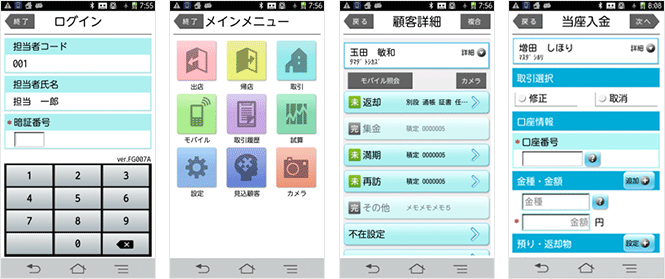 7:55
終了
ログイン
担当者コード
001
担当者氏名
担当 一郎
*暗証番号
ver.FG007A
1 2 3
4 5 6
7 8 9
0
7:56
終了
メインメニュー
出店 帰店 取引
モバイル 取引履歴 試算
設定 見込顧客 カメラ
7:56
戻る
顧客詳細
複合
玉田 敏和
タマダ トシカズ
詳細
モバイル照会
カメラ
未 返却 別段 通帳 証書 任…
完 集金 積定 0000005
未 満期 積定 0000005
未 再訪 積定 0000005
完 その他 メモメモメモ5
不在設定
8:08
戻る
当座入金
次へ
増田 しほり
マスダ シホリ
詳細
取引選択
修正
取消
口座情報
*口座番号
?
金種・金額
追加
金種
?
*金額 円
預り・返却物
設定